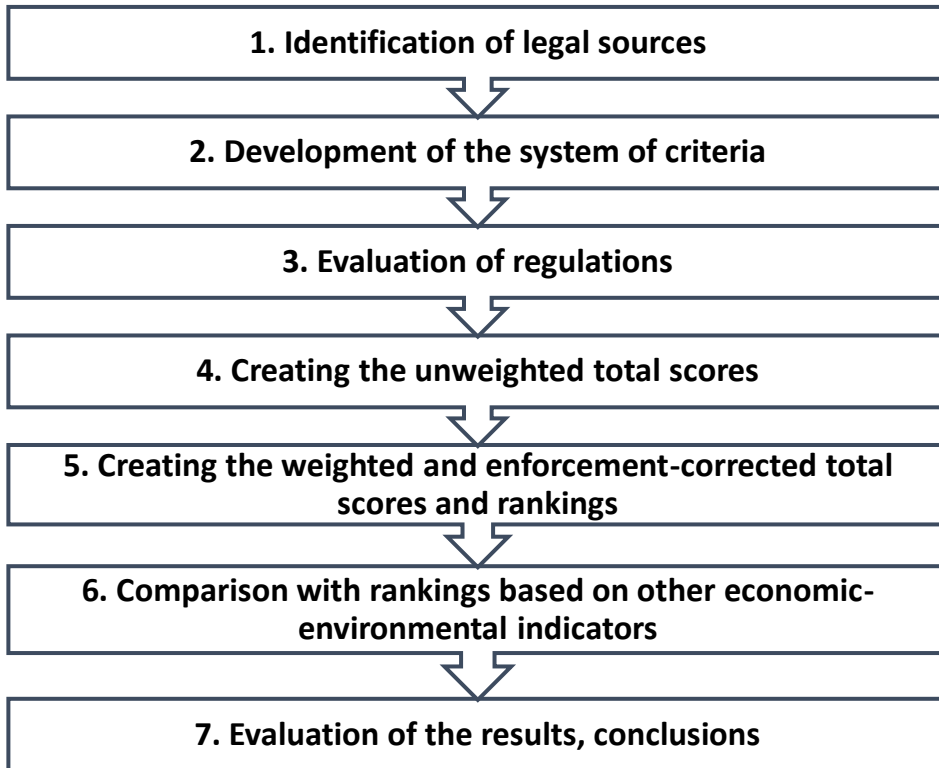 1. Identification of legal sources
2. Development of the system of criteria
3. Evaluation of regulations
4. Creating the unweighted total scores
5. Creating the weighted and enforcement-corrected total
scores and rankings
6. Comparison with rankings based on other economic-
environmental indicators
7. Evaluation of the results, conclusions